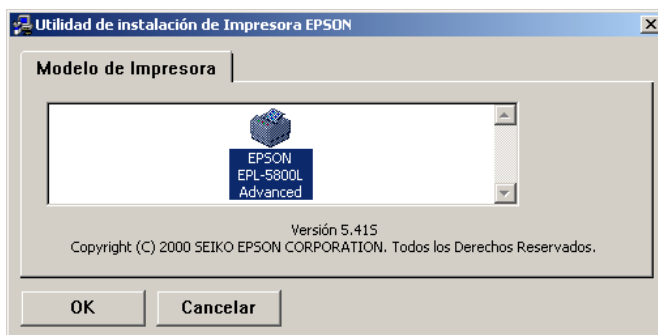 Utilidad de instalación de Impresora EPSON
Modelo de Impresora
EPSON
EPL-5800L
Advanced
Versión 5.41S
Copyright (C) 2000 SEIKO EPSON CORPORATION. Todos los Derechos Reservados.
OK
Cancelar